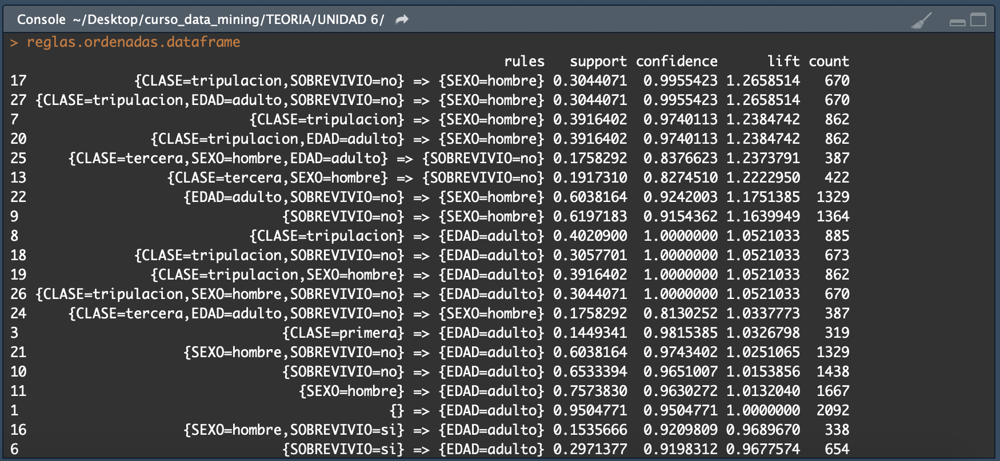 Console ~/Desktop/curso_data_mining/TEORIA/UNIDAD 6/
> reglas.ordenadas.dataframe
rules support confidence lift count
17 {CLASE=tripulacion,SOBREVIVIO=no} => {SEXO=hombre} 0.3044071 0.9955423 1.2658514 670
27 {CLASE=tripulacion,EDAD=adulto,SOBREVIVIO=no} => {SEXO=hombre} 0.3044071 0.9955423 1.2658514 670
7 {CLASE=tripulacion} => {SEXO=hombre} 0.3916402 0.9740113 1.2384742 862
20 {CLASE=tripulacion,EDAD=adulto} => {SEXO=hombre} 0.3916402 0.9740113 1.2384742 862
25 {CLASE=tercera,SEXO=hombre,EDAD=adulto} => {SOBREVIVIO=no} 0.1758292 0.8376623 1.2373791 387
13 {CLASE=tercera,SEXO=hombre} => {SOBREVIVIO=no} 0.1917310 0.8274510 1.2222950 422
22 {EDAD=adulto,SOBREVIVIO=no} => {SEXO=hombre} 0.6038164 0.9242003 1.1751385 1329
9 {SOBREVIVIO=no} => {SEXO=hombre} 0.6197183 0.9154362 1.1639949 1364
8 {CLASE=tripulacion} => {EDAD=adulto} 0.4020900 1.0000000 1.0521033 885
18 {CLASE=tripulacion,SOBREVIVIO=no} => {EDAD=adulto} 0.3057701 1.0000000 1.0521033 673
19 {CLASE=tripulacion,SEXO=hombre} => {EDAD=adulto} 0.3916402 1.0000000 1.0521033 862
26 {CLASE=tripulacion,SEXO=hombre,SOBREVIVIO=no} => {EDAD=adulto} 0.3044071 1.0000000 1.0521033 670
24 {CLASE=tercera,EDAD=adulto,SOBREVIVIO=no} => {SEXO=hombre} 0.1758292 0.8130252 1.0337773 387
3 {CLASE=primera} => {EDAD=adulto} 0.1449341 0.9815385 1.0326798 319
21 {SEXO=hombre,SOBREVIVIO=no} => {EDAD=adulto} 0.6038164 0.9743402 1.0251065 1329
10 {SOBREVIVIO=no} => {EDAD=adulto} 0.6533394 0.9651007 1.0153856 1438
11 {SEXO=hombre} => {EDAD=adulto} 0.7573830 0.9630272 1.0132040 1667
1 {} => {EDAD=adulto} 0.9504771 0.9504771 1.0000000 2092
16 {SEXO=hombre,SOBREVIVIO=si} => {EDAD=adulto} 0.1535666 0.9209809 0.9689670 338
6 {SOBREVIVIO=si} => {EDAD=adulto} 0.2971377 0.9198312 0.9677574 654